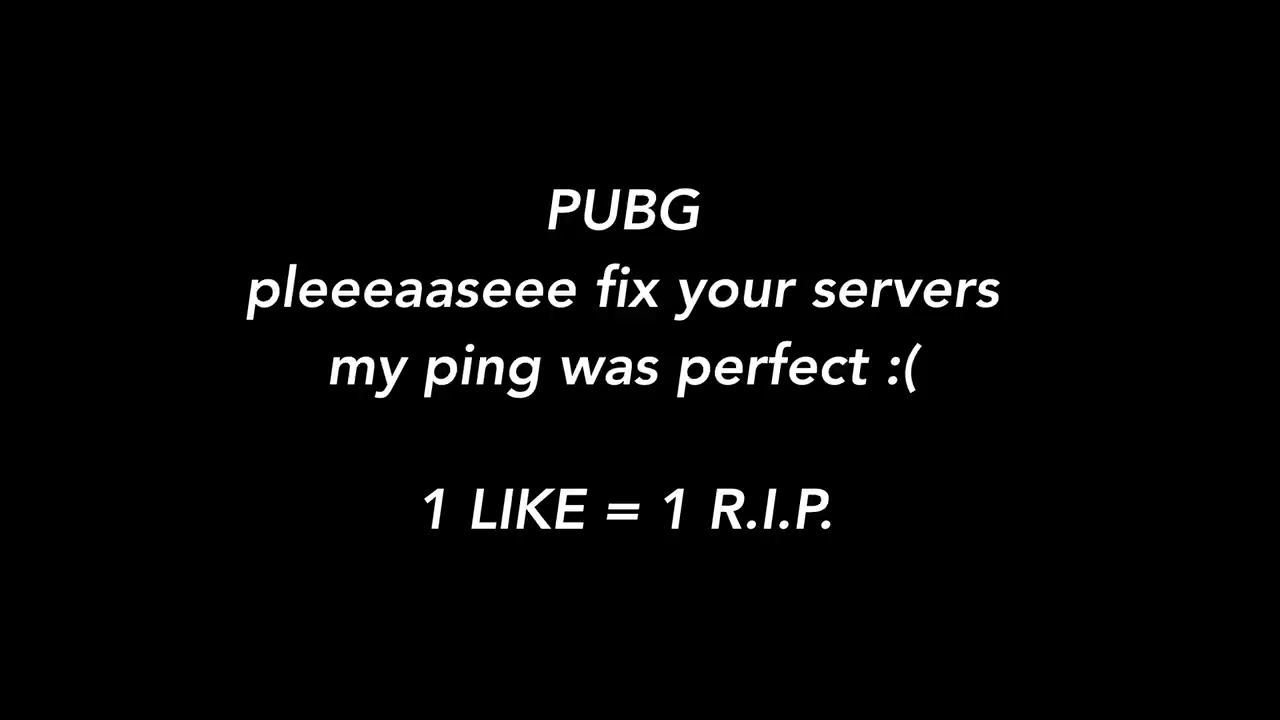 PUBG
pleeeaaseee fix your servers
my ping was perfect :(
1 LIKE = 1 R.I.P.